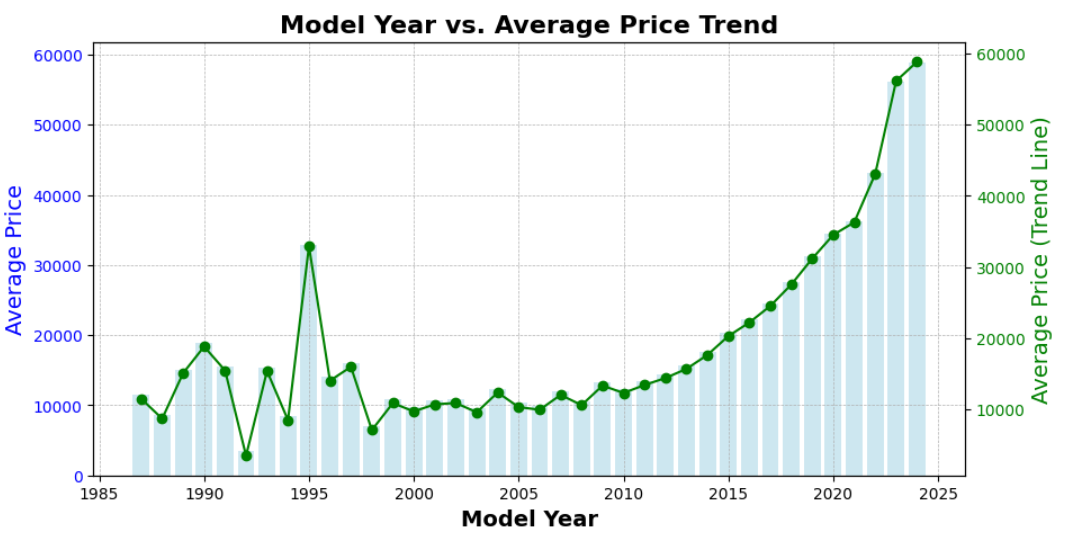 Model Year vs. Average Price Trend
Average Price
60000
50000
40000
30000
20000
10000
0
60000
50000
40000
30000
20000
10000
Average Price (Trend Line)
1985 1990 1995 2000 2005 2010 2015 2020 2025
Model Year